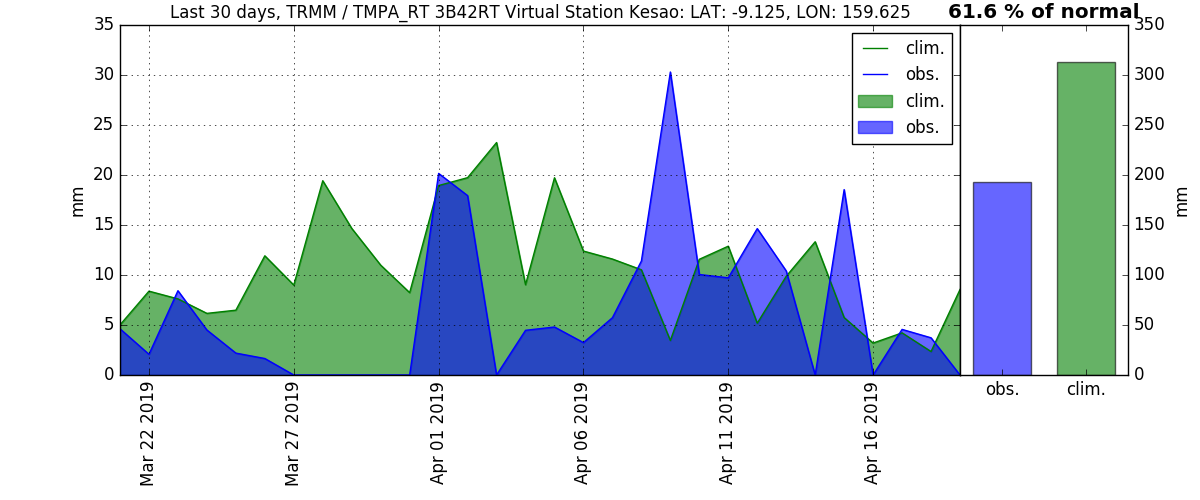 Last 30 days, TRMM / TMPA_RT 3B42RT Virtual Station Kesao: LAT: -9.125, LON: 159.625
61.6 % of normal
35
30
25
20
15
10
5
0
mm
clim.
obs.
clim.
obs.
350
300
250
200
150
100
50
0
mm
obs.
clim.
Mar 22 2019
Mar 27 2019
Apr 01 2019
Apr 06 2019
Apr 11 2019
Apr 16 2019